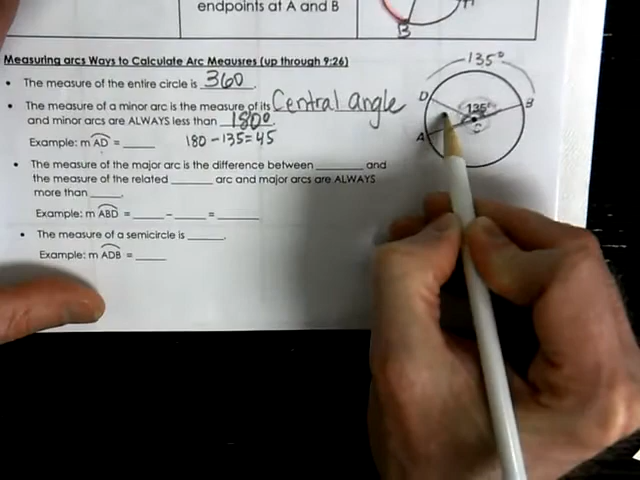 endpoints at A and B
B
Measuring arcs Ways to Calculate Arc Meausres (up through 9:26)
• The measure of the entire circle is 360.
• The measure of a minor arc is the measure of its Central angle
and minor arcs are ALWAYS less than 180°.
Example: m AD = _____ 180 - 135 = 45
• The measure of the major arc is the difference between ________ and
the measure of the related _______ arc and major arcs are ALWAYS
more than _____.
Example: m ABD = _____ - _____ = _______
• The measure of a semicircle is ______.
Example: m ADB = _____
135°
D
B
135°
C
A